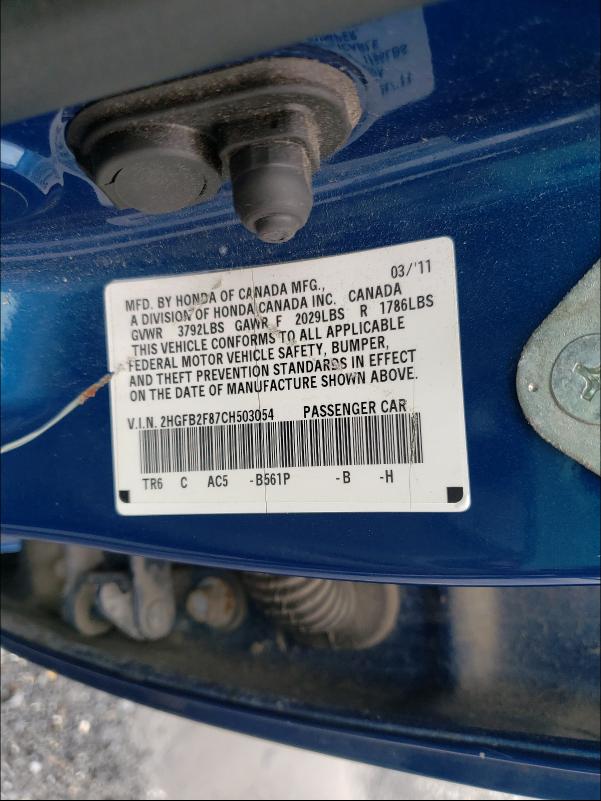 MFD. BY HONDA OF CANADA MFG., 03/'11
A DIVISION OF HONDA CANADA INC. CANADA
GVWR 3792LBS GAWR F 2029LBS R 1786LBS
THIS VEHICLE CONFORMS TO ALL APPLICABLE
FEDERAL MOTOR VEHICLE SAFETY, BUMPER,
AND THEFT PREVENTION STANDARDS IN EFFECT
ON THE DATE OF MANUFACTURE SHOWN ABOVE.
V.I.N. 2HGFB2F87CH503054 PASSENGER CAR
TR6 C AC5 -B561P -B -H